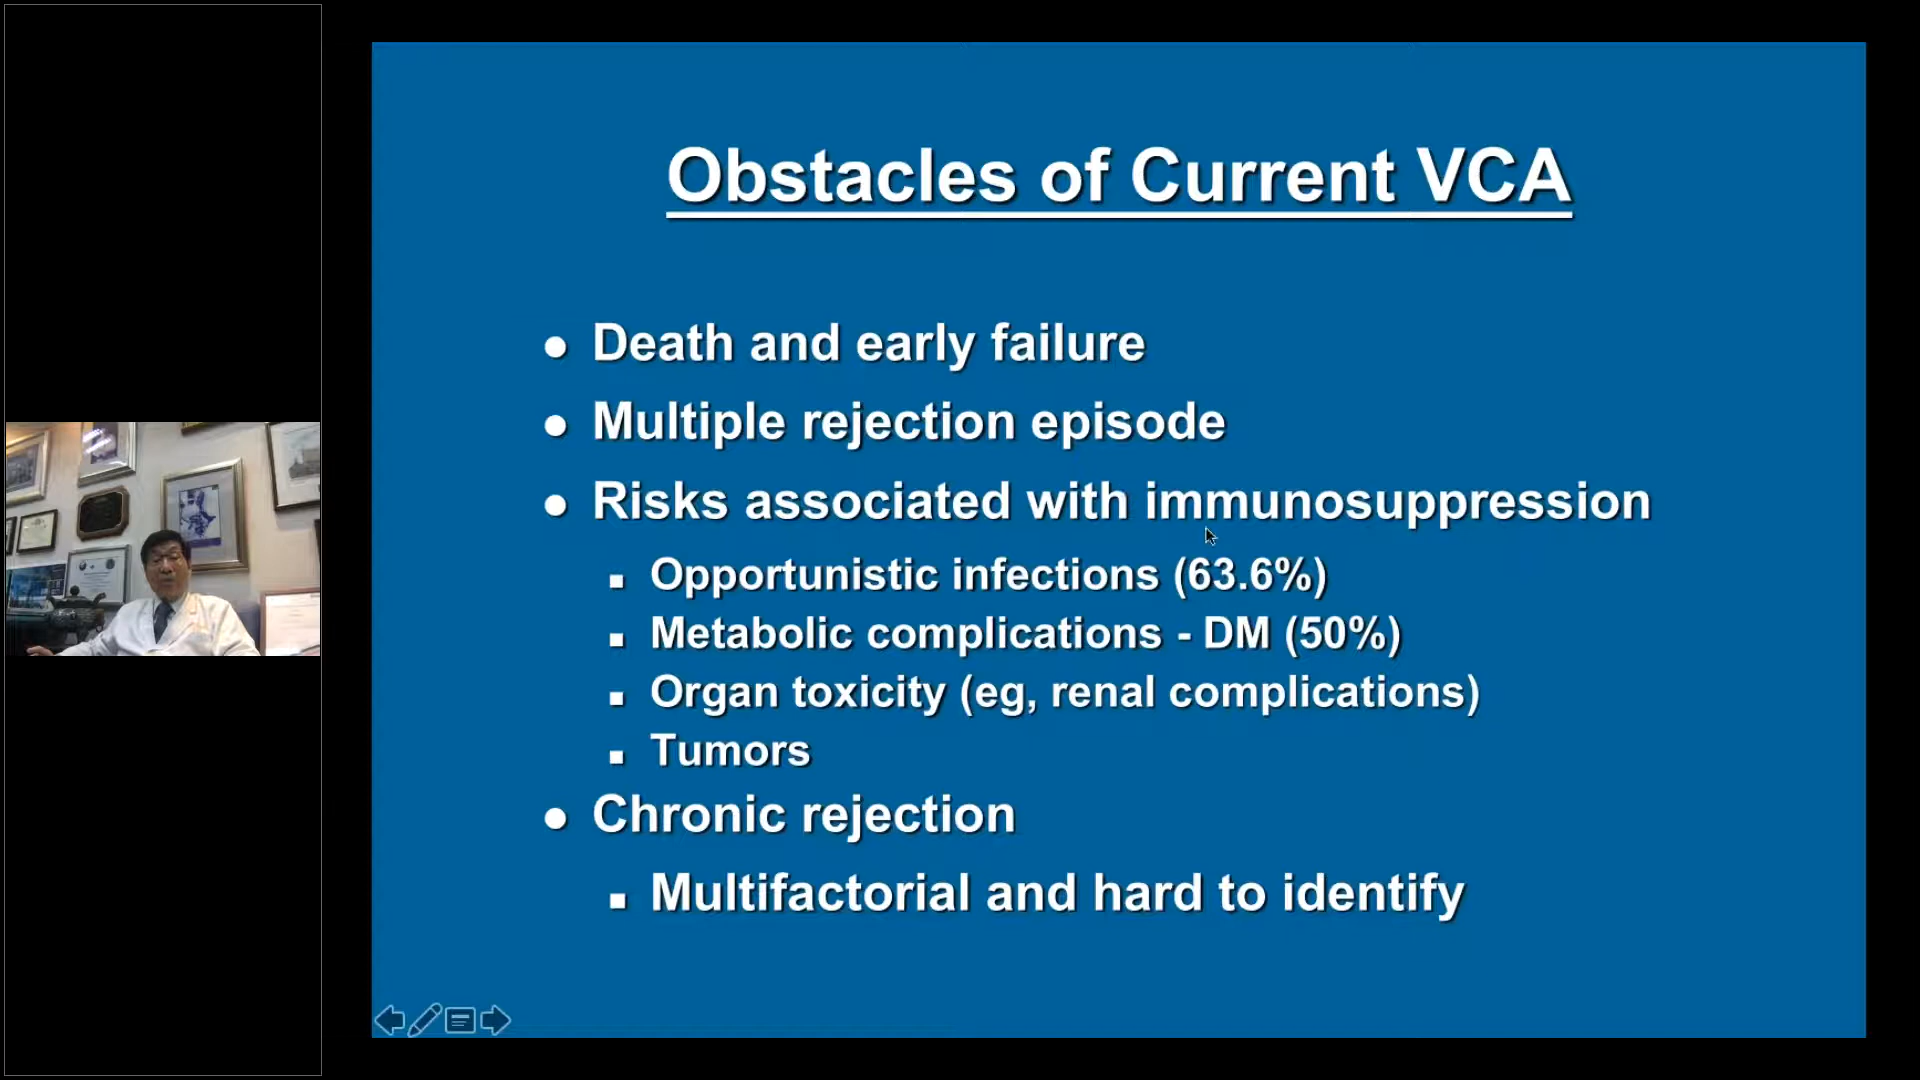 Obstacles of Current VCA
● Death and early failure
● Multiple rejection episode
● Risks associated with immunosuppression
▪ Opportunistic infections (63.6%)
▪ Metabolic complications - DM (50%)
▪ Organ toxicity (eg, renal complications)
▪ Tumors
● Chronic rejection
▪ Multifactorial and hard to identify